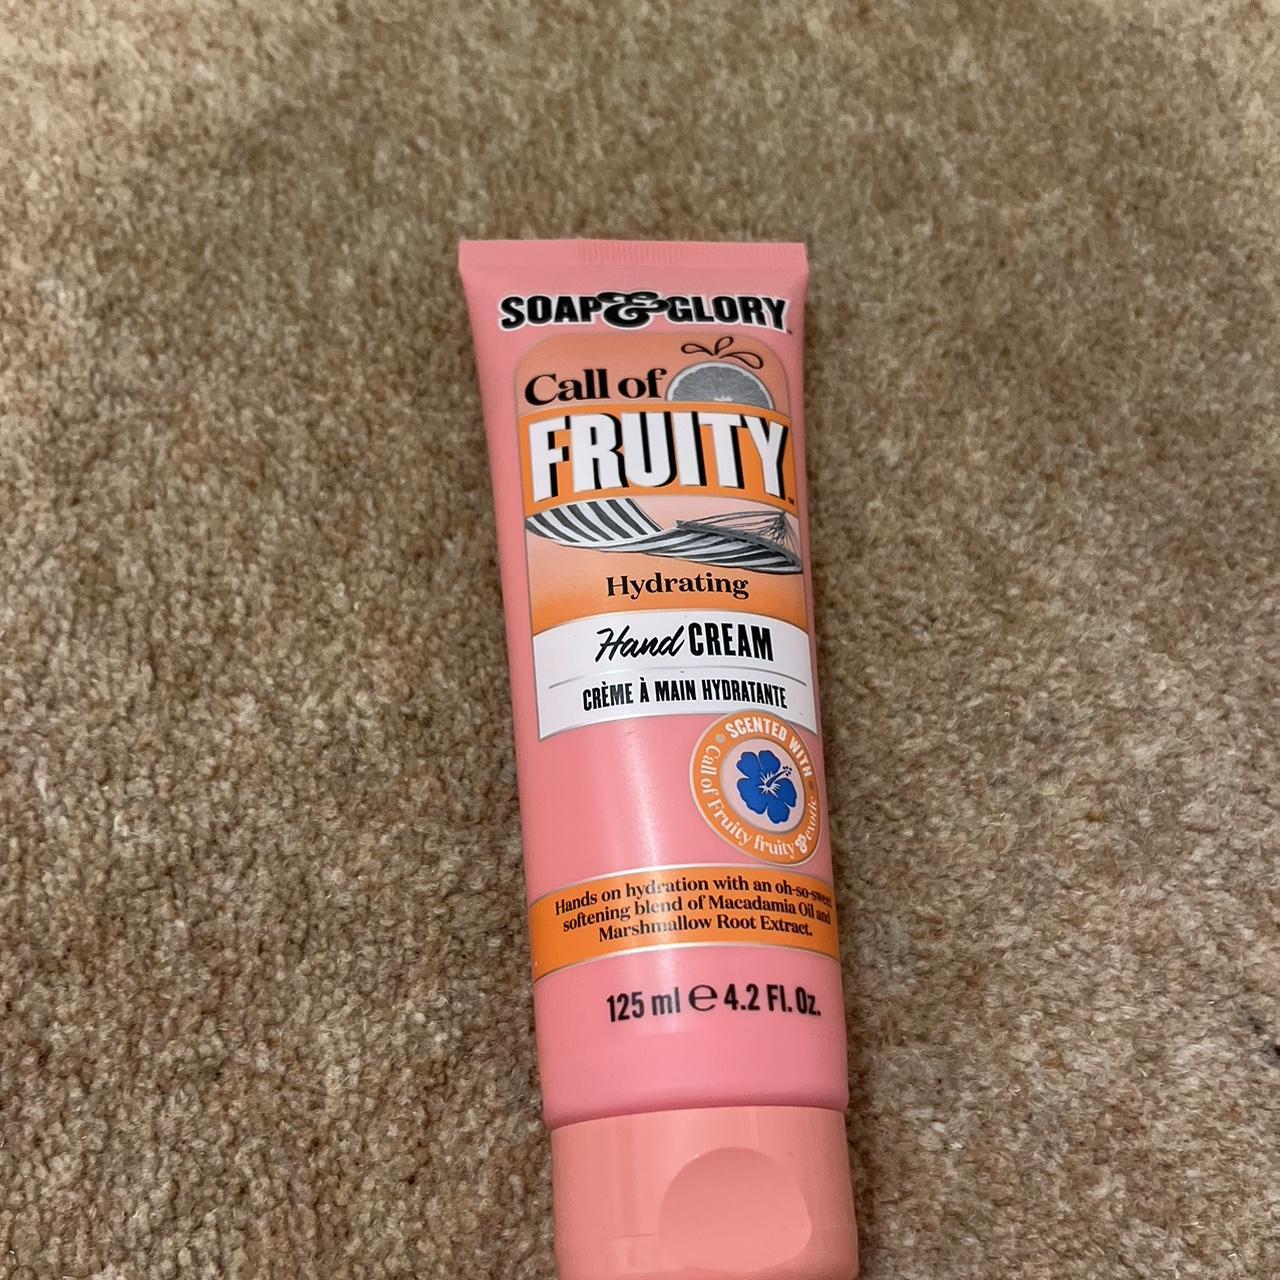 SOAP & GLORY
Call of
FRUITY™
Hydrating
Hand CREAM
CRÈME À MAIN HYDRATANTE
SCENTED WITH
Call of Fruity fruity & exotic
Hands on hydration with an oh-so-sweet
softening blend of Macadamia Oil and
Marshmallow Root Extract.
125 ml ℮ 4.2 Fl. Oz.